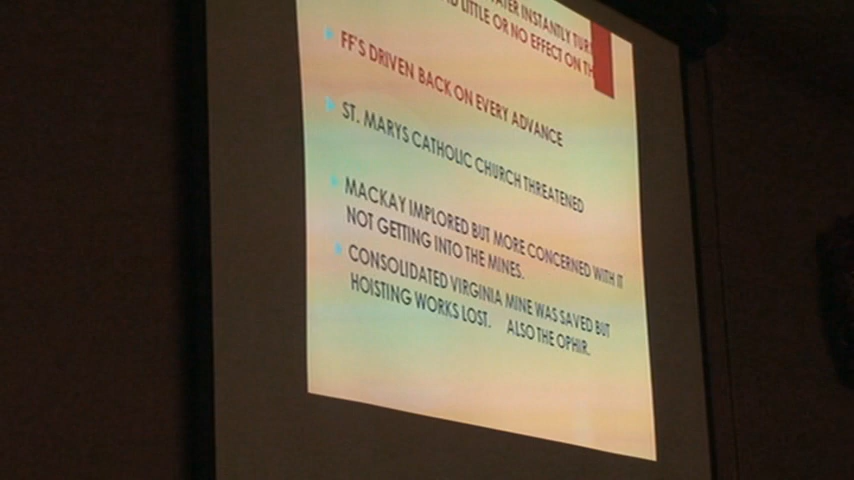 WATER INSTANTLY TUR
LITTLE OR NO EFFECT ON TH
FF'S DRIVEN BACK ON EVERY ADVANCE
ST. MARYS CATHOLIC CHURCH THREATENED
MACKAY IMPLORED BUT MORE CONCERNED WITH IT
NOT GETTING INTO THE MINES.
CONSOLIDATED VIRGINIA MINE WAS SAVED BUT
HOISTING WORKS LOST. ALSO THE OPHIR.